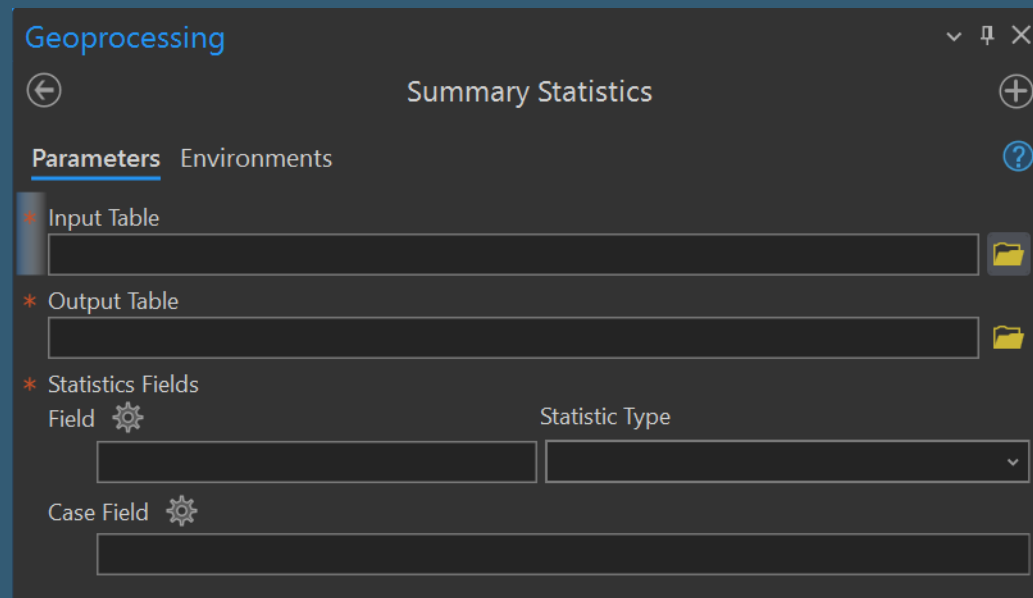 Geoprocessing
Summary Statistics
Parameters Environments
* Input Table
* Output Table
* Statistics Fields
Field Statistic Type
Case Field